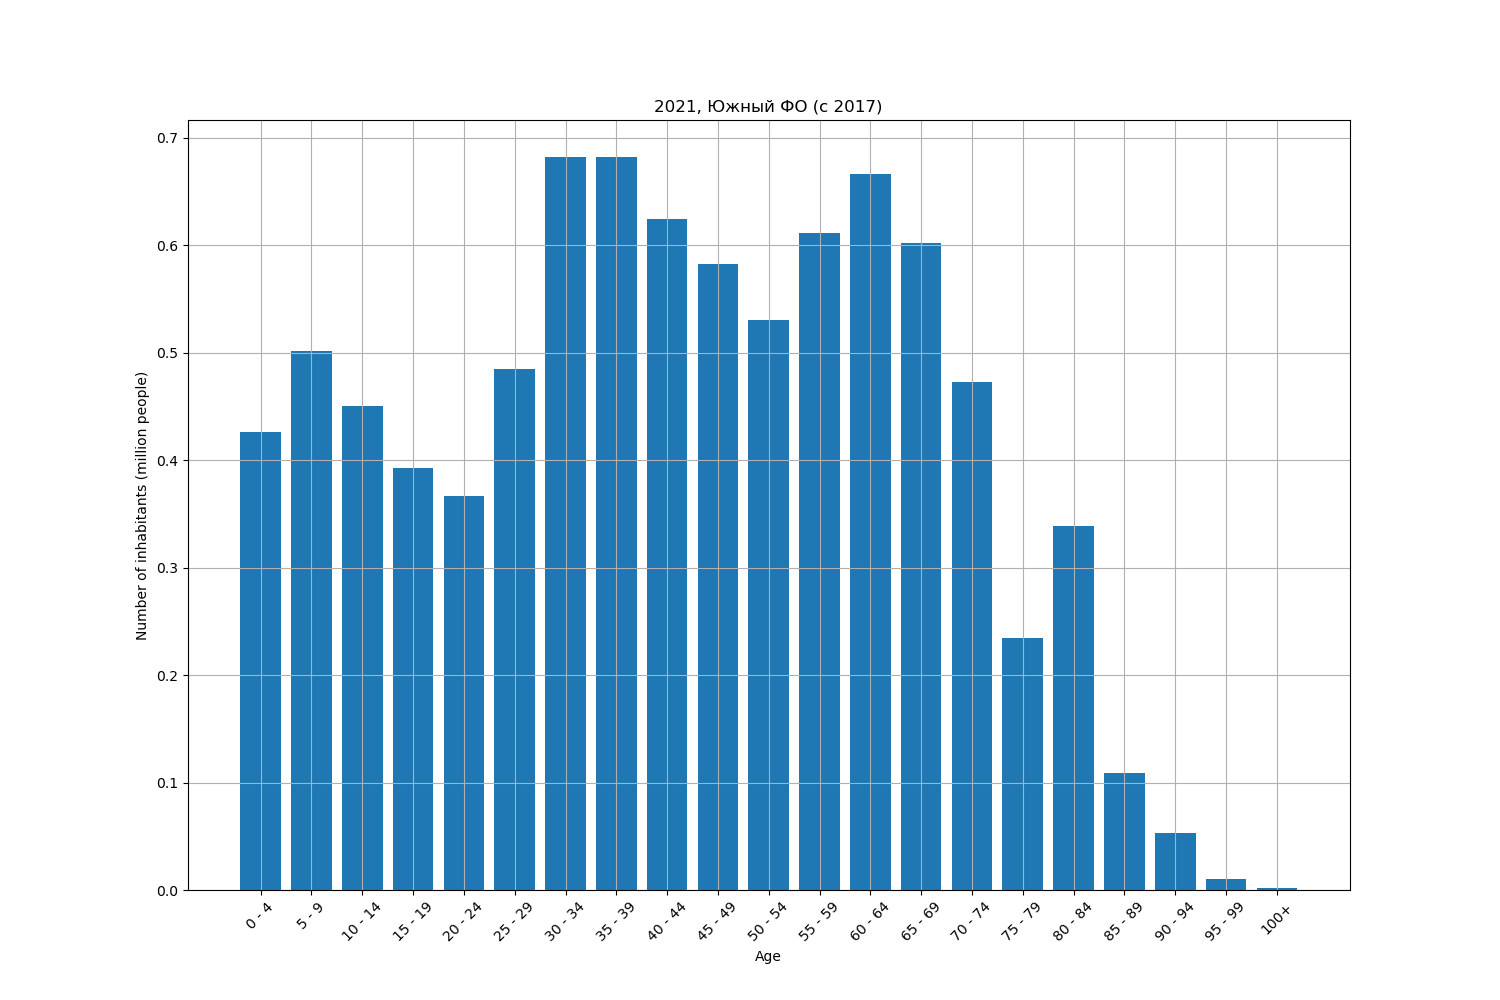 2021, Южный ФО (с 2017)
Number of inhabitants (million people)
0.7
0.6
0.5
0.4
0.3
0.2
0.1
0.0
0 - 4
5 - 9
10 - 14
15 - 19
20 - 24
25 - 29
30 - 34
35 - 39
40 - 44
45 - 49
50 - 54
55 - 59
60 - 64
65 - 69
70 - 74
75 - 79
80 - 84
85 - 89
90 - 94
95 - 99
100+
Age